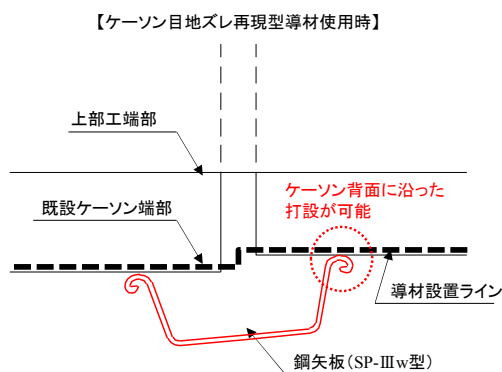 【ケーソン目地ズレ再現型導材使用時】
上部工端部
ケーソン背面に沿った
打設が可能
既設ケーソン端部
導材設置ライン
鋼矢板(SP-Ⅲw型)